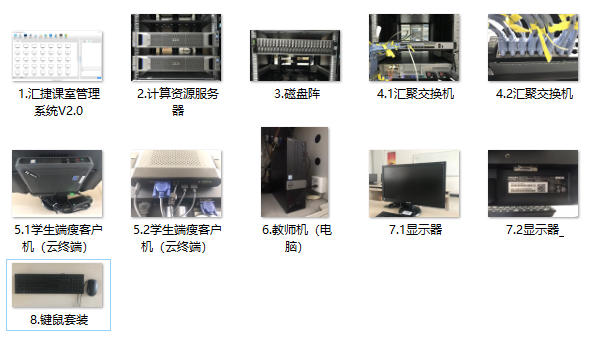 1.汇捷课室管理
系统V2.0
2.计算资源服务
器
3.磁盘阵
4.1汇聚交换机
4.2汇聚交换机
5.1学生端瘦客户
机（云终端）
5.2学生端瘦客户
机（云终端）
6.教师机（电
脑）
7.1显示器
7.2显示器_
8.键鼠套装